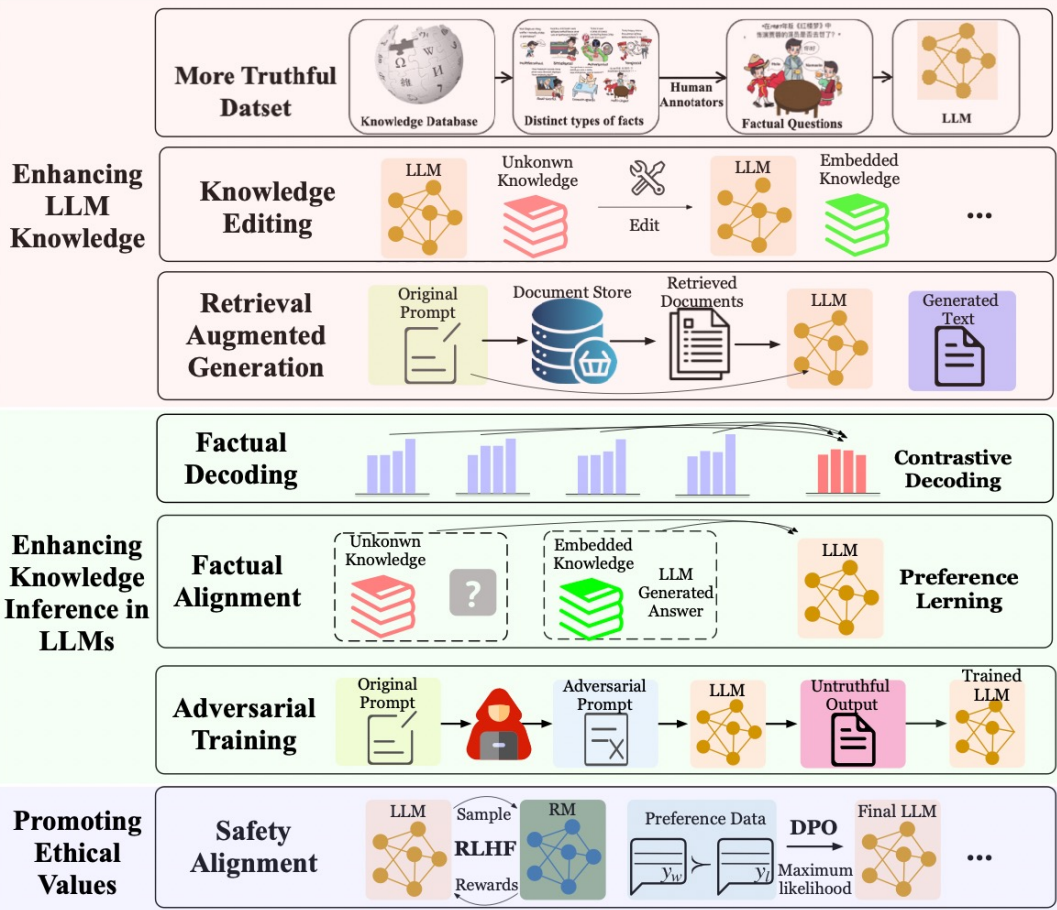 More Truthful
Datset
Knowledge Database
Distinct types of facts
Human
Annotators
Factual Questions
LLM
Enhancing
LLM
Knowledge
Knowledge
Editing
LLM
Unkonwn
Knowledge
Edit
LLM
Embedded
Knowledge
...
Retrieval
Augmented
Generation
Original
Prompt
Document Store
Retrieved
Documents
LLM
Generated
Text
Factual
Decoding
Contrastive
Decoding
Enhancing
Knowledge
Inference in
LLMs
Factual
Alignment
Unkonwn
Knowledge
?
Embedded
Knowledge
LLM
Generated
Answer
LLM
Preference
Lerning
Adversarial
Training
Original
Prompt
Adversarial
Prompt
LLM
Untruthful
Output
Trained
LLM
Promoting
Ethical
Values
Safety
Alignment
LLM
Sample
RLHF
Rewards
RM
Preference Data
y_w ≻ y_l
DPO
Maximum
likelihood
Final LLM
...